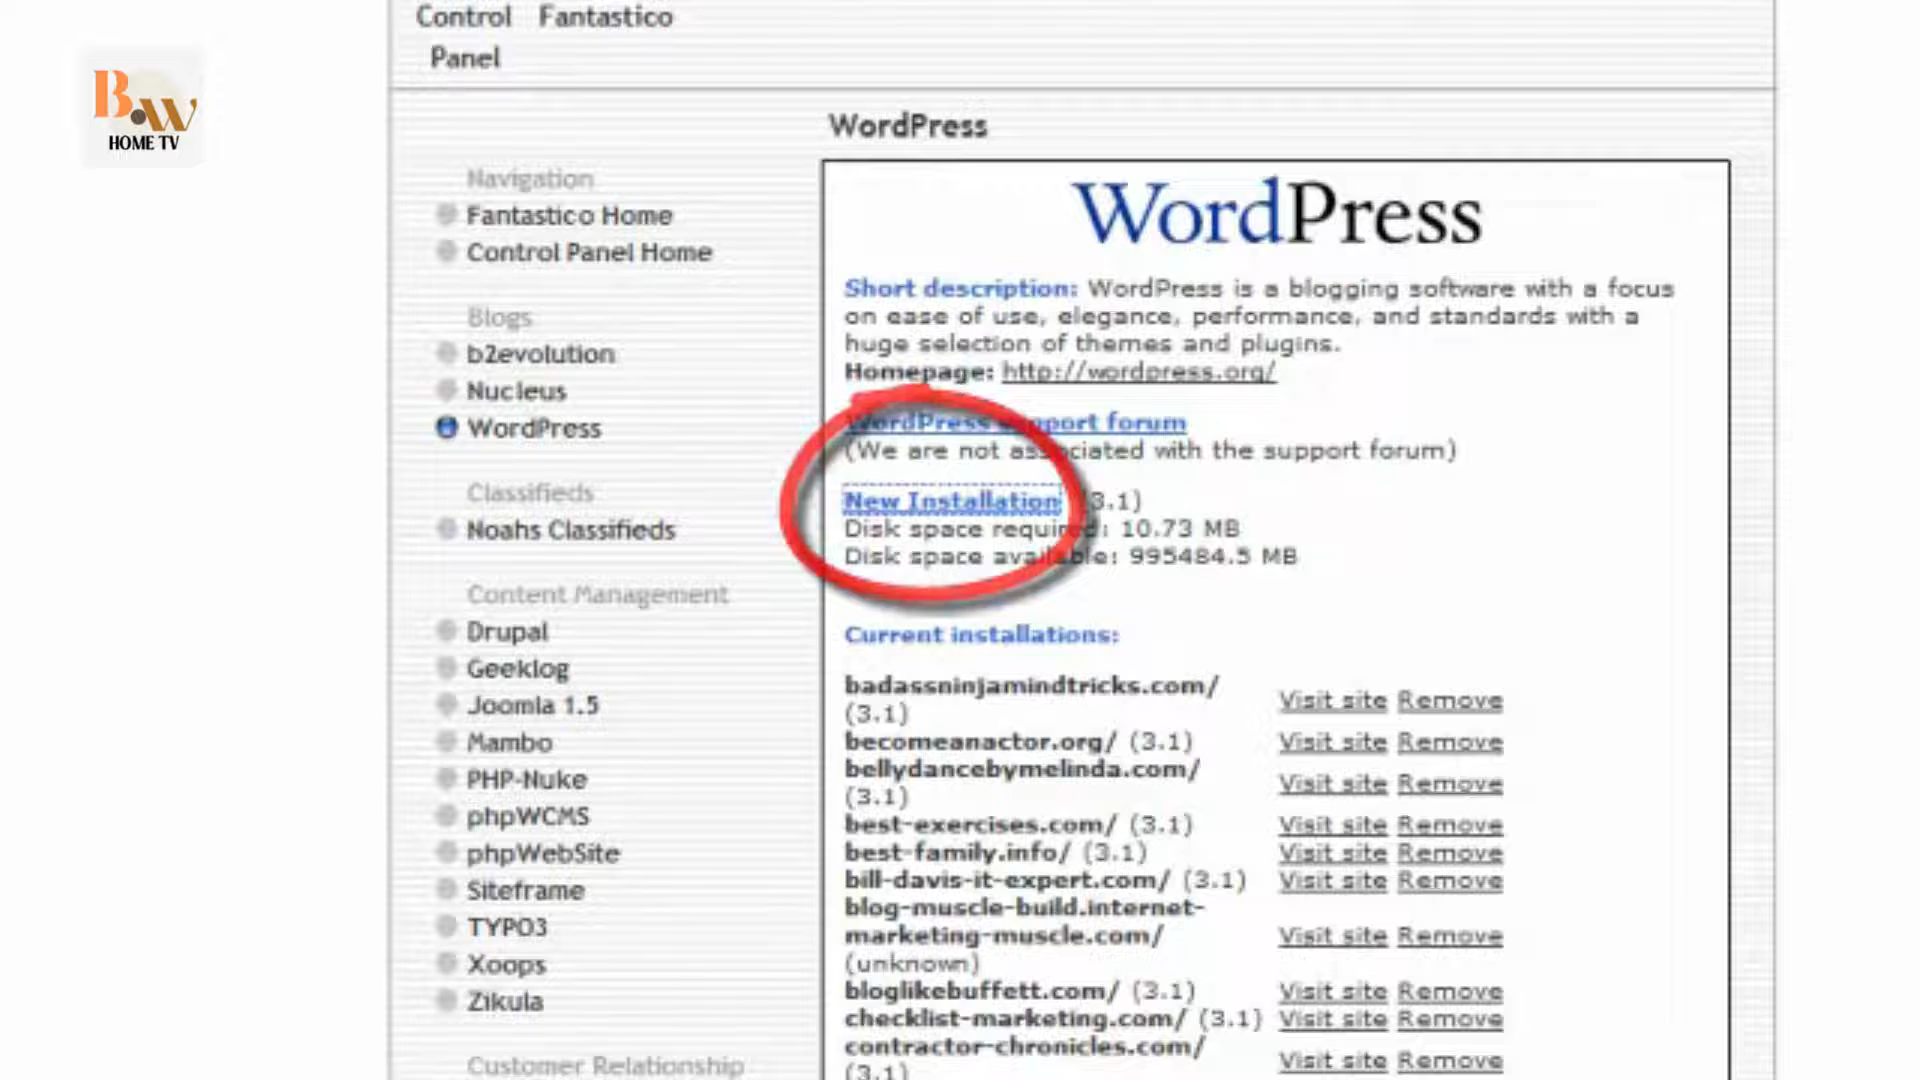 Control Fantastico
Panel
B.W
HOME TV
WordPress
Navigation
Fantastico Home
Control Panel Home
Blogs
b2evolution
Nucleus
WordPress
Classifieds
Noahs Classifieds
Content Management
Drupal
Geeklog
Joomla 1.5
Mambo
PHP-Nuke
phpWCMS
phpWebSite
Siteframe
TYPO3
Xoops
Zikula
Customer Relationship
WordPress
Short description: WordPress is a blogging software with a focus
on ease of use, elegance, performance, and standards with a
huge selection of themes and plugins.
Homepage: http://wordpress.org/
WordPress support forum
(We are not associated with the support forum)
New Installation (3.1)
Disk space required: 10.73 MB
Disk space available: 995484.5 MB
Current installations:
badassninjamindtricks.com/
(3.1)
Visit site Remove
becomeanactor.org/ (3.1) Visit site Remove
bellydancebymelinda.com/
(3.1)
Visit site Remove
best-exercises.com/ (3.1) Visit site Remove
best-family.info/ (3.1) Visit site Remove
bill-davis-it-expert.com/ (3.1) Visit site Remove
blog-muscle-build.internet-
marketing-muscle.com/
(unknown)
Visit site Remove
bloglikebuffett.com/ (3.1) Visit site Remove
checklist-marketing.com/ (3.1) Visit site Remove
contractor-chronicles.com/
(3.1)
Visit site Remove